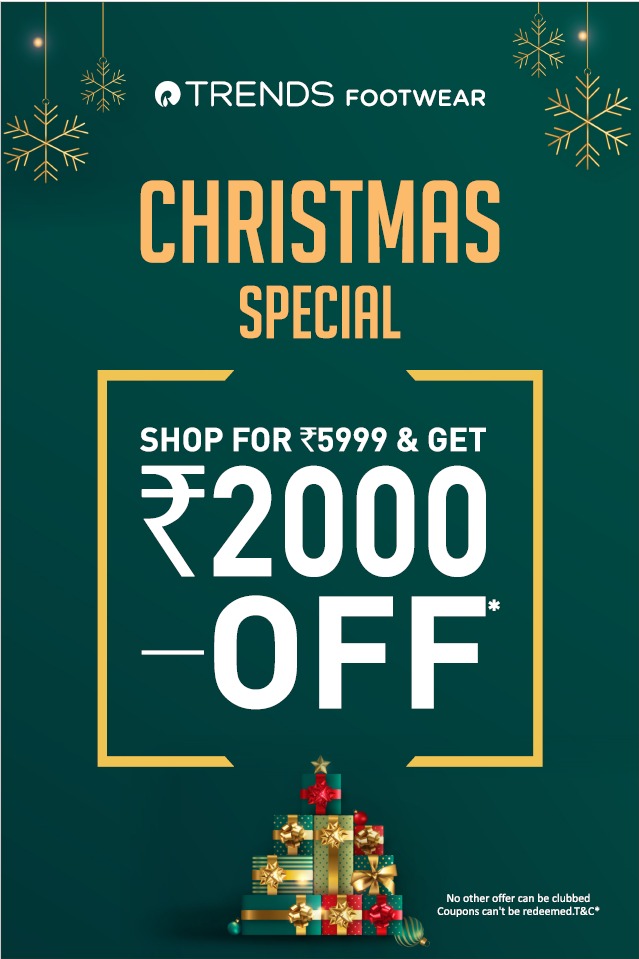 TRENDS FOOTWEAR
CHRISTMAS
SPECIAL
SHOP FOR ₹5999 & GET
₹2000
—OFF*
No other offer can be clubbed
Coupons can't be redeemed.T&C*